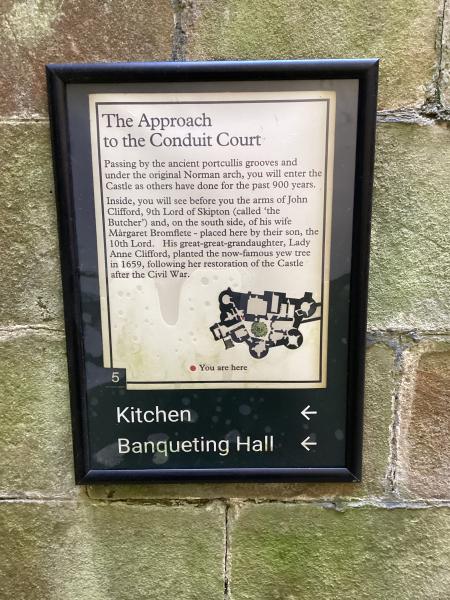 The Approach
to the Conduit Court
Passing by the ancient portcullis grooves and
under the original Norman arch, you will enter the
Castle as others have done for the past 900 years.
Inside, you will see before you the arms of John
Clifford, 9th Lord of Skipton (called ‘the
Butcher’) and, on the south side, of his wife
Margaret Bromflete - placed here by their son, the
10th Lord. His great-great-grandaughter, Lady
Anne Clifford, planted the now-famous yew tree
in 1659, following her restoration of the Castle
after the Civil War.
You are here
5
Kitchen ←
Banqueting Hall ←